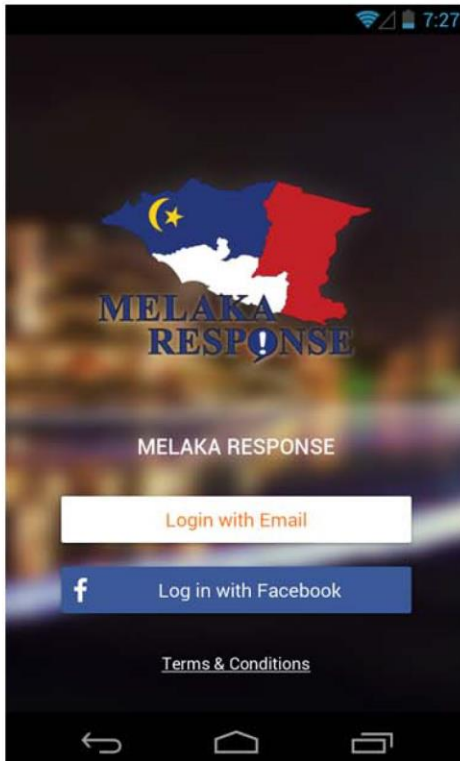 7:27
MELAKA
RESPONSE
MELAKA RESPONSE
Login with Email
f Log in with Facebook
Terms & Conditions